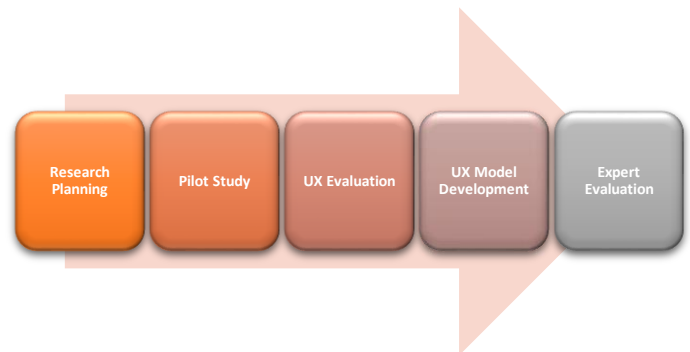 Research
Planning
Pilot Study
UX Evaluation
UX Model
Development
Expert
Evaluation